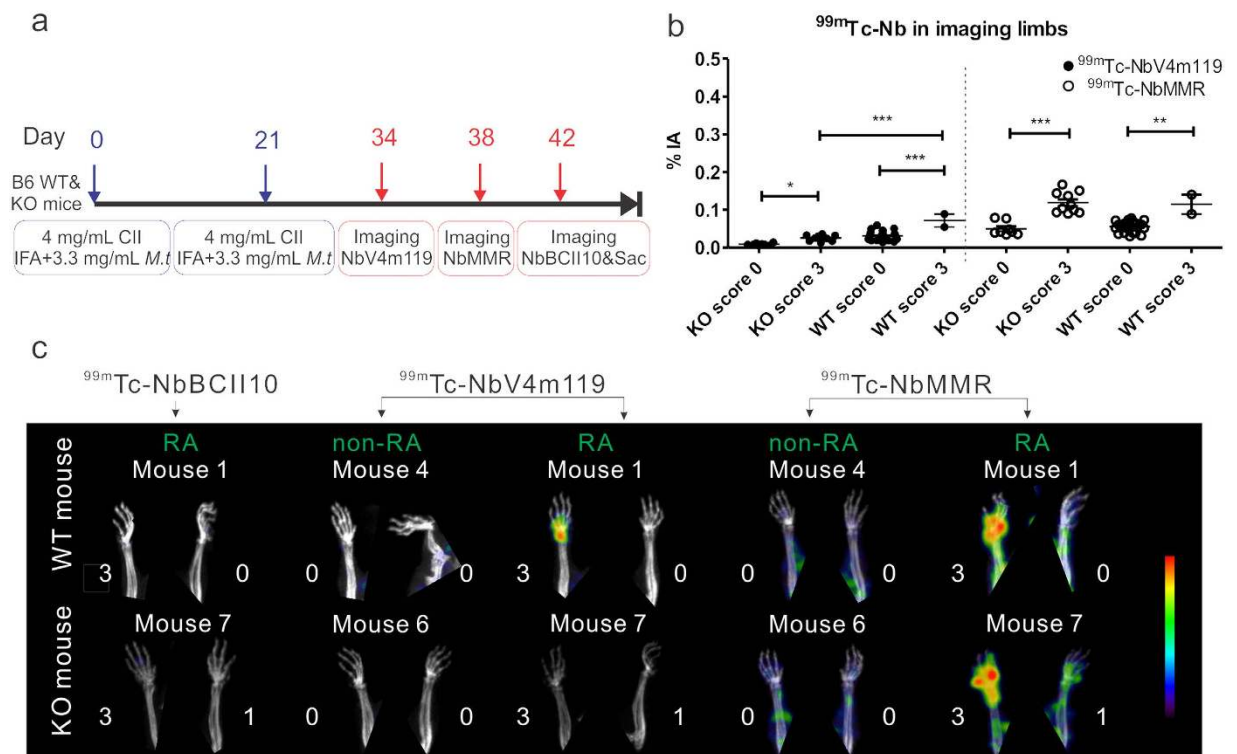 a
Day 0 21 34 38 42
B6 WT&
KO mice
4 mg/mL CII
IFA+3.3 mg/mL M.t
4 mg/mL CII
IFA+3.3 mg/mL M.t
Imaging
NbV4m119
Imaging
NbMMR
Imaging
NbBCII10&Sac
b
99mTc-Nb in imaging limbs
99mTc-NbV4m119
99mTc-NbMMR
% IA
0.5
0.4
0.3
0.2
0.1
0.0
* *** *** *** **
KO score 0
KO score 3
WT score 0
WT score 3
KO score 0
KO score 3
WT score 0
WT score 3
c
99mTc-NbBCII10 99mTc-NbV4m119 99mTc-NbMMR
WT mouse
RA non-RA RA non-RA RA
Mouse 1 Mouse 4 Mouse 1 Mouse 4 Mouse 1
3 0 0 0 3 0 0 0 3 0
KO mouse
Mouse 7 Mouse 6 Mouse 7 Mouse 6 Mouse 7
3 1 0 0 3 1 0 0 3 1